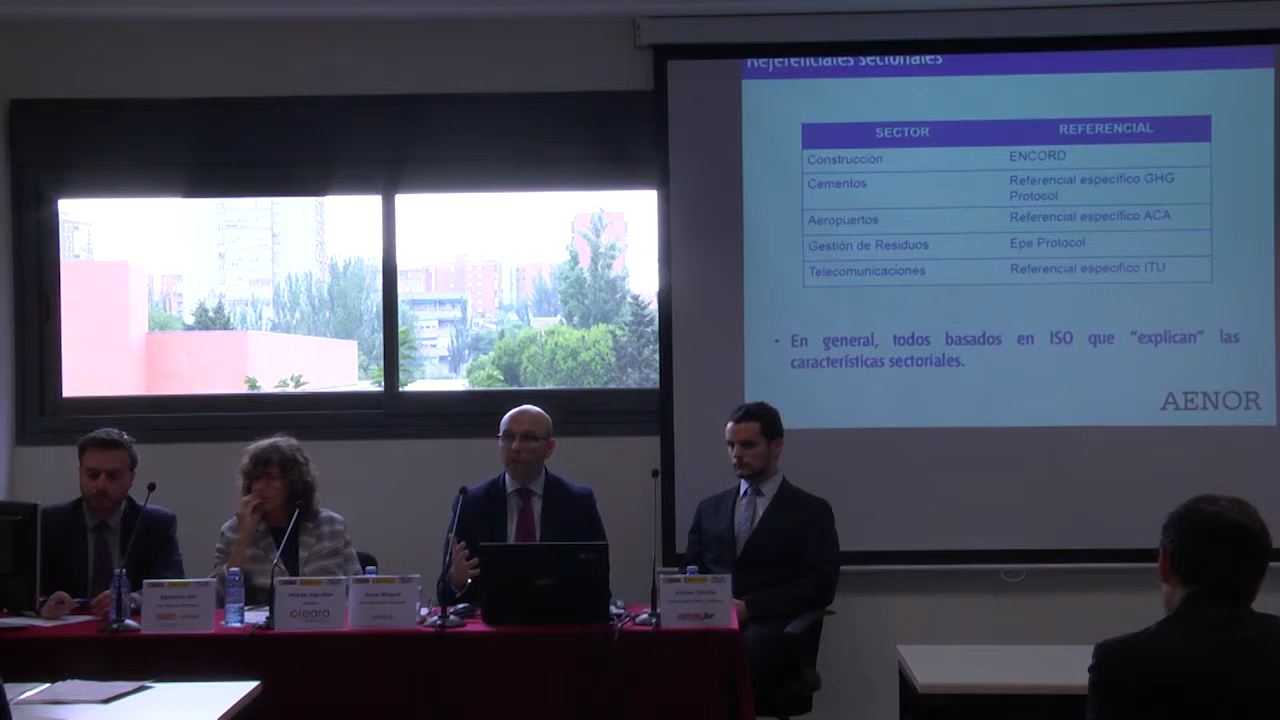 Referenciales sectoriales
SECTOR REFERENCIAL
Construcción ENCORD
Cementos Referencial específico GHG
Protocol
Aeropuertos Referencial específico ACA
Gestión de Residuos Epe Protocol
Telecomunicaciones Referencial específico ITU
• En general, todos basados en ISO que "explican" las
características sectoriales.
AENOR
creara